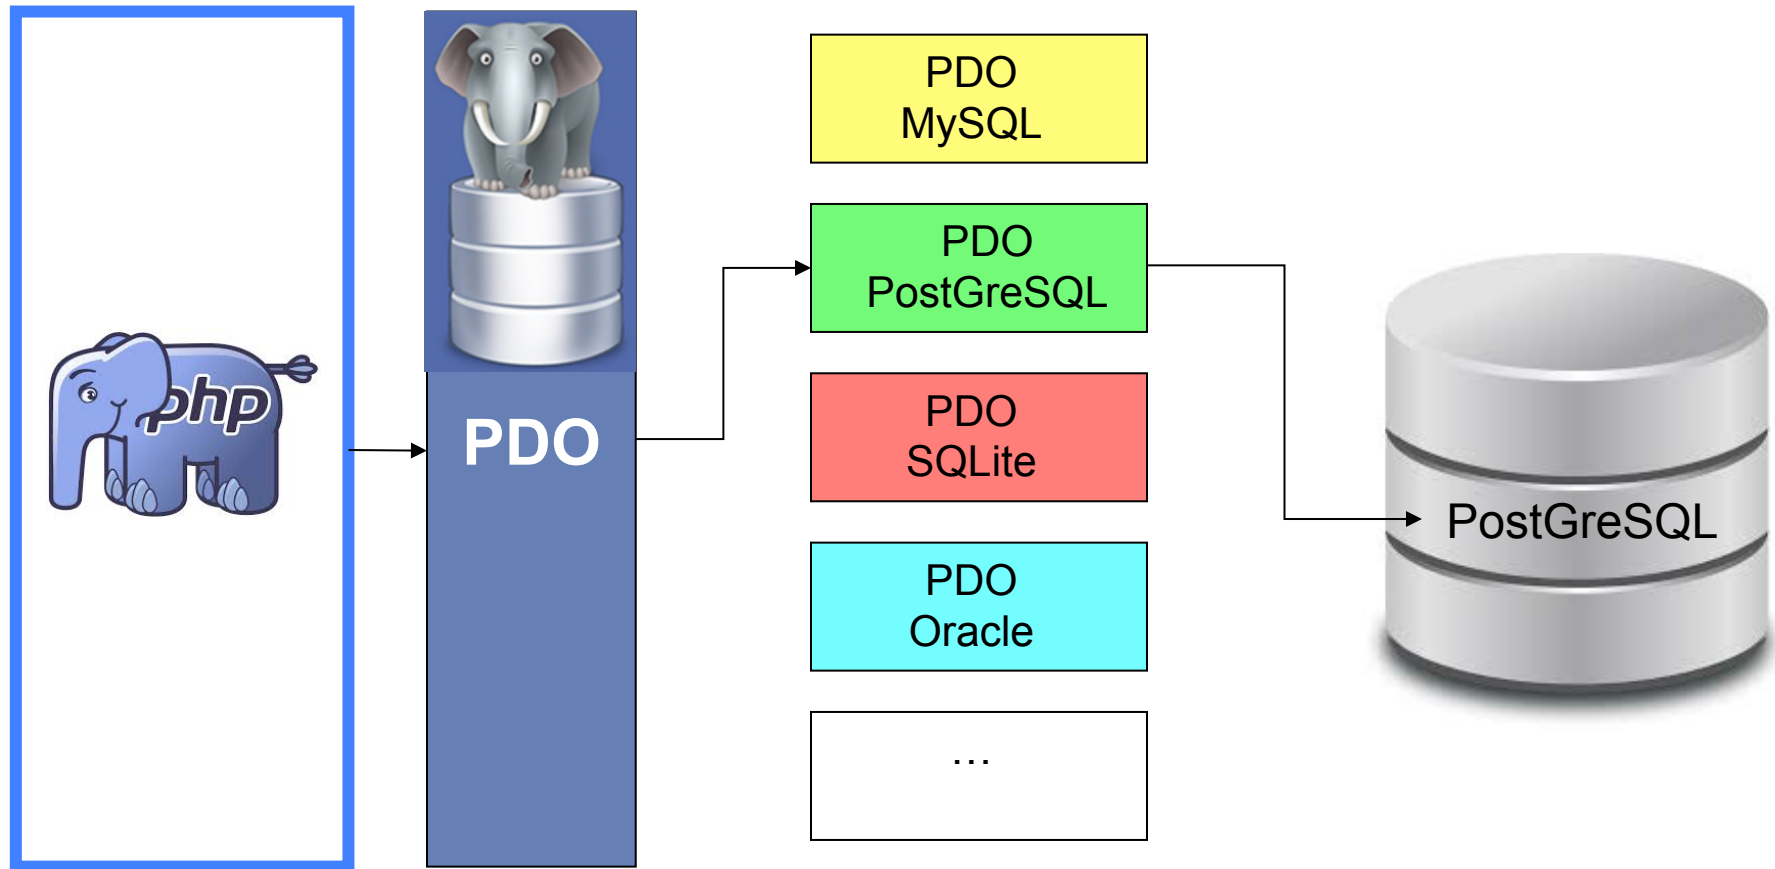 php
PDO
PDO
MySQL
PDO
PostGreSQL
PDO
SQLite
PDO
Oracle
...
PostGreSQL